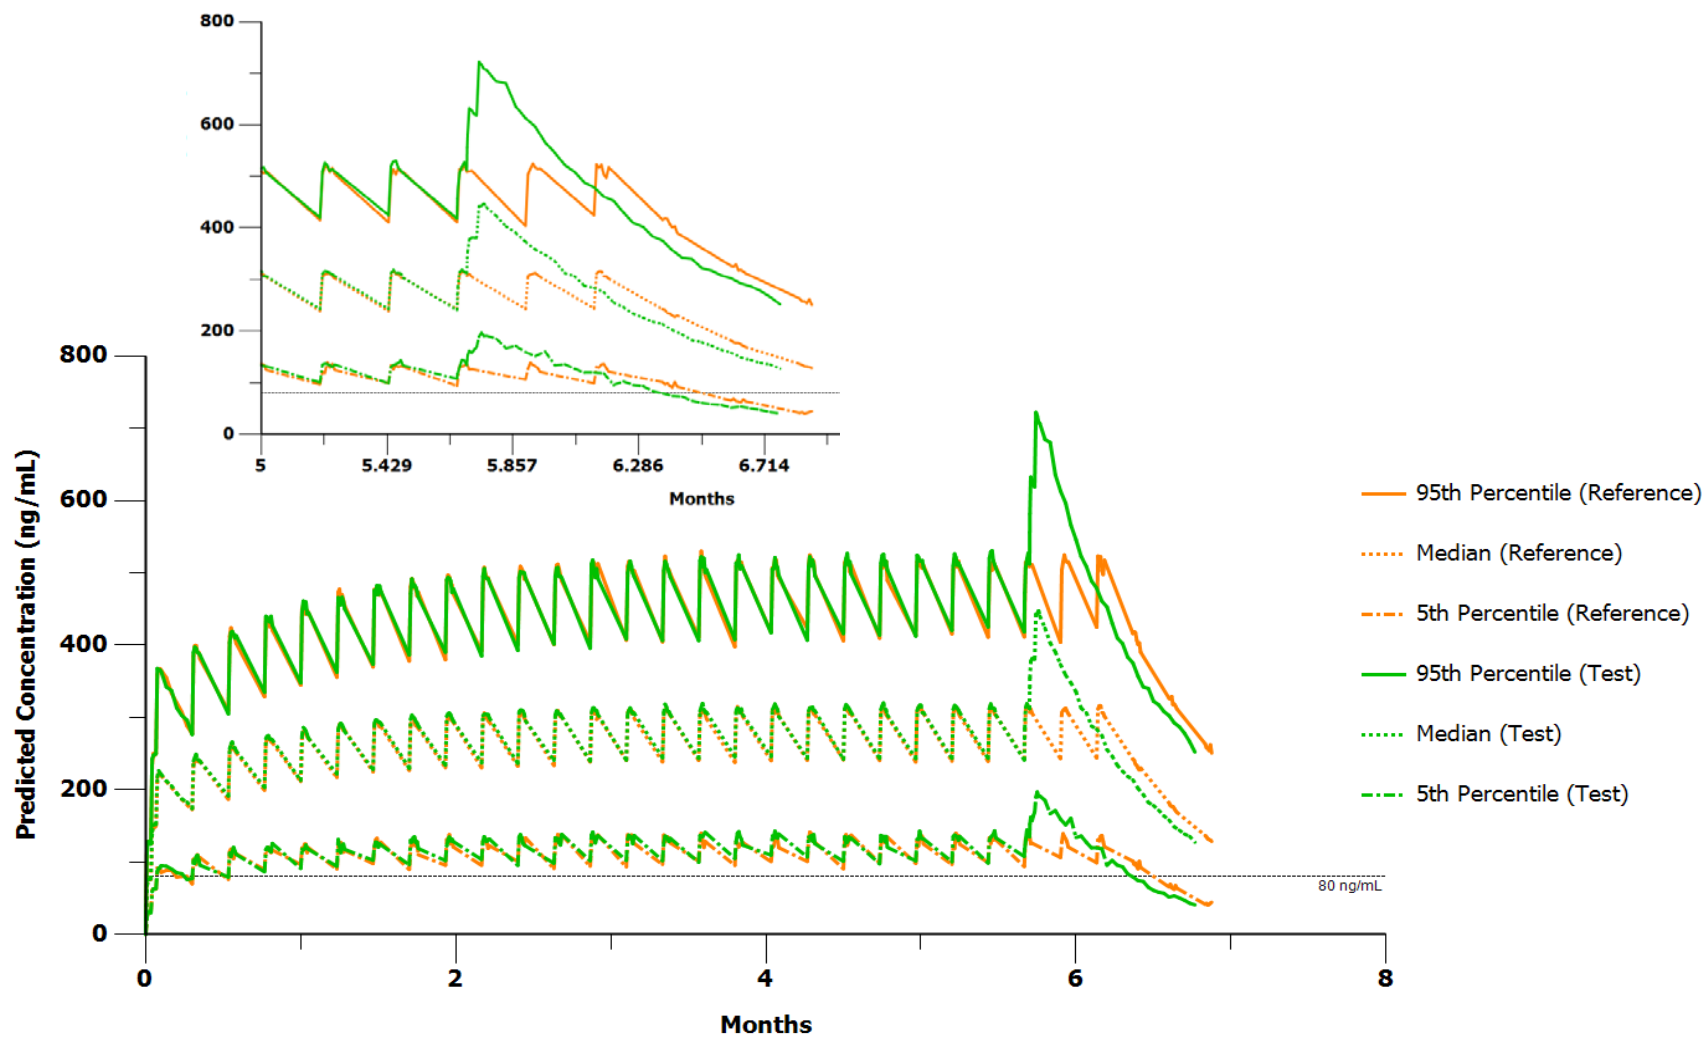 800
600
400
200
0
5
5.429
5.857
6.286
6.714
Months
Predicted Concentration (ng/mL)
800
600
400
200
0
80 ng/mL
0
2
4
6
8
Months
95th Percentile (Reference)
Median (Reference)
5th Percentile (Reference)
95th Percentile (Test)
Median (Test)
5th Percentile (Test)